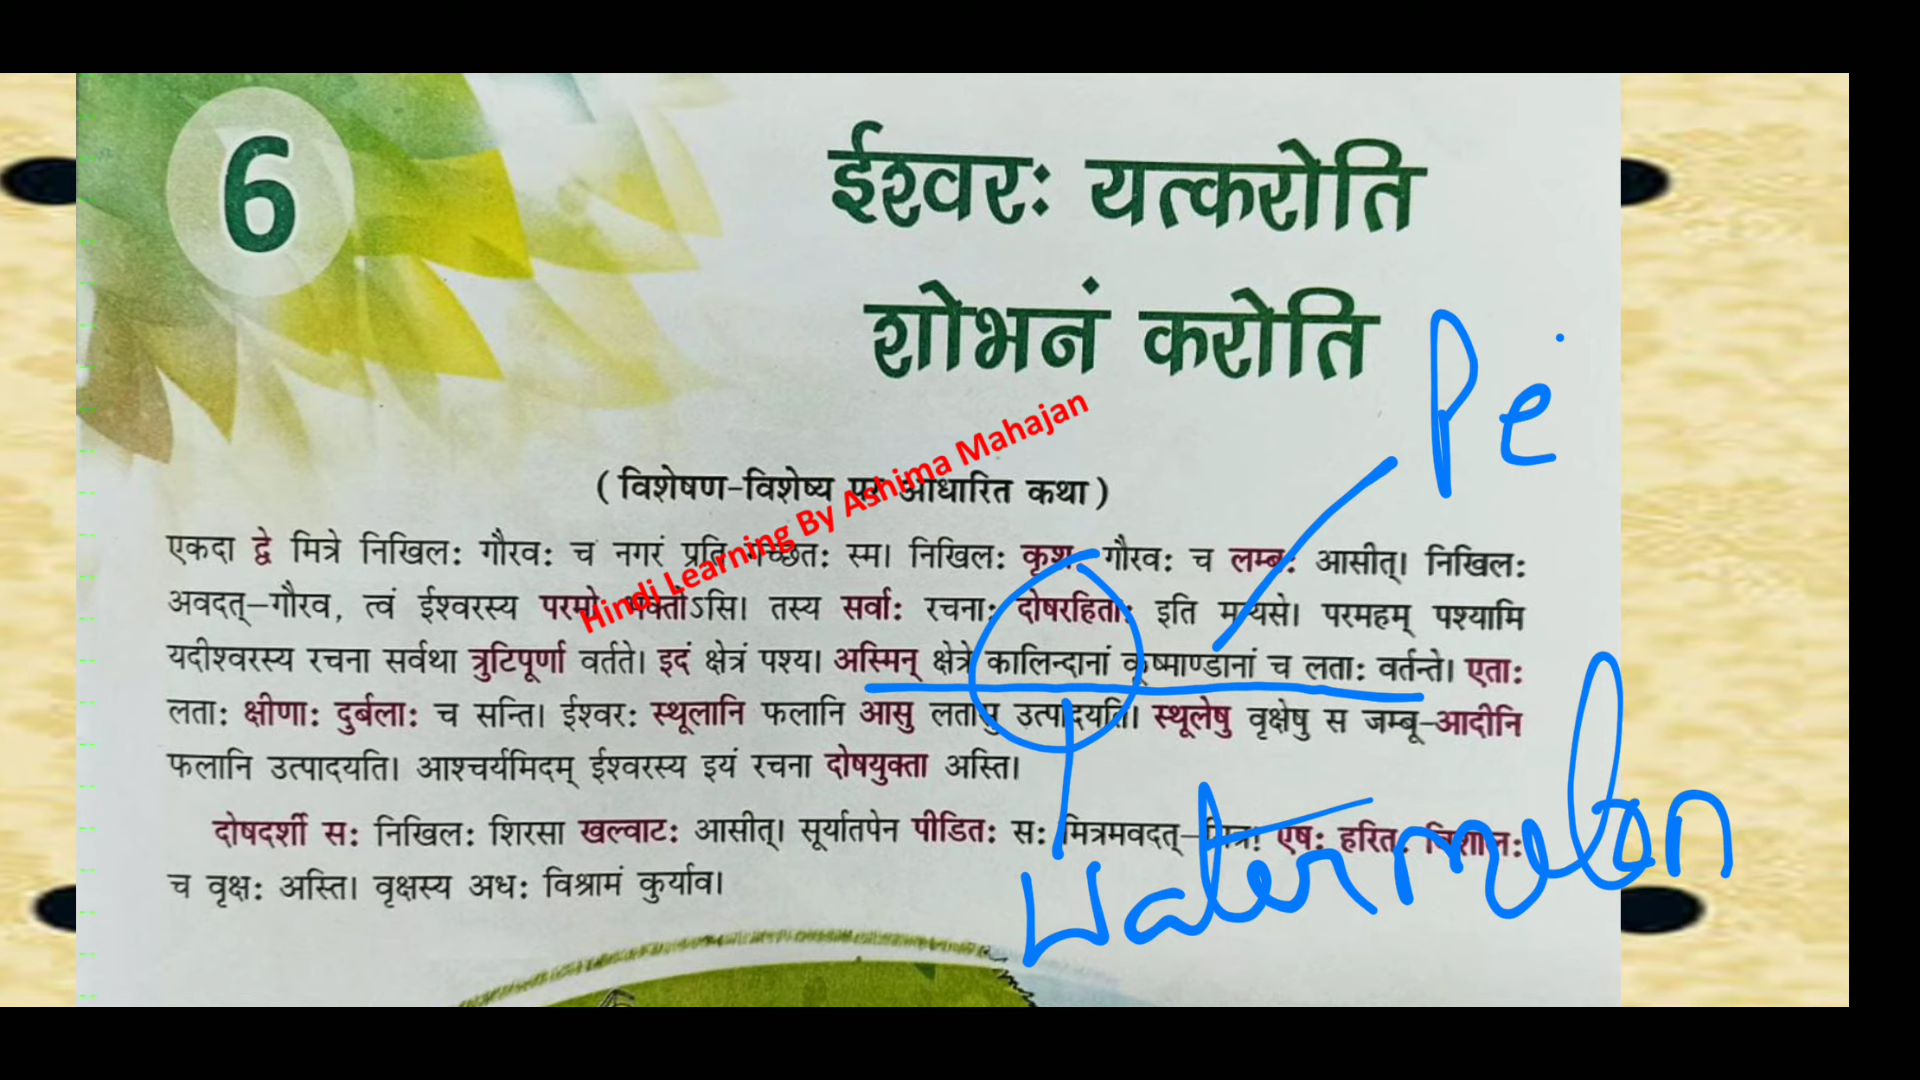 6
ईश्वरः यत्करोति
शोभनं करोति
Pe
(विशेषण-विशेष्य पर आधारित कथा)
Hindi Learning By Ashima Mahajan
एकदा द्वे मित्रे निखिलः गौरवः च नगरं प्रति गच्छतः स्म। निखिलः कृशः गौरवः च लम्बः आसीत्। निखिलः
अवदत्–गौरव, त्वं ईश्वरस्य परमो भक्तोऽसि। तस्य सर्वाः रचनाः दोषरहिताः इति मन्यसे। परमहम् पश्यामि
यदीश्वरस्य रचना सर्वथा त्रुटिपूर्णा वर्तते। इदं क्षेत्रं पश्य। अस्मिन् क्षेत्रे कालिन्दानां कूष्माण्डानां च लताः वर्तन्ते। एताः
लताः क्षीणाः दुर्बलाः च सन्ति। ईश्वरः स्थूलानि फलानि आसु लतासु उत्पादयति। स्थूलेषु वृक्षेषु स जम्बू–आदीनि
फलानि उत्पादयति। आश्चर्यमिदम् ईश्वरस्य इयं रचना दोषयुक्ता अस्ति।
दोषदर्शी सः निखिलः शिरसा खल्वाटः आसीत्। सूर्यातपेन पीडितः सः मित्रमवदत्–मित्र! एषः हरितः विशालः
च वृक्षः अस्ति। वृक्षस्य अधः विश्रामं कुर्याव।
Watermelon